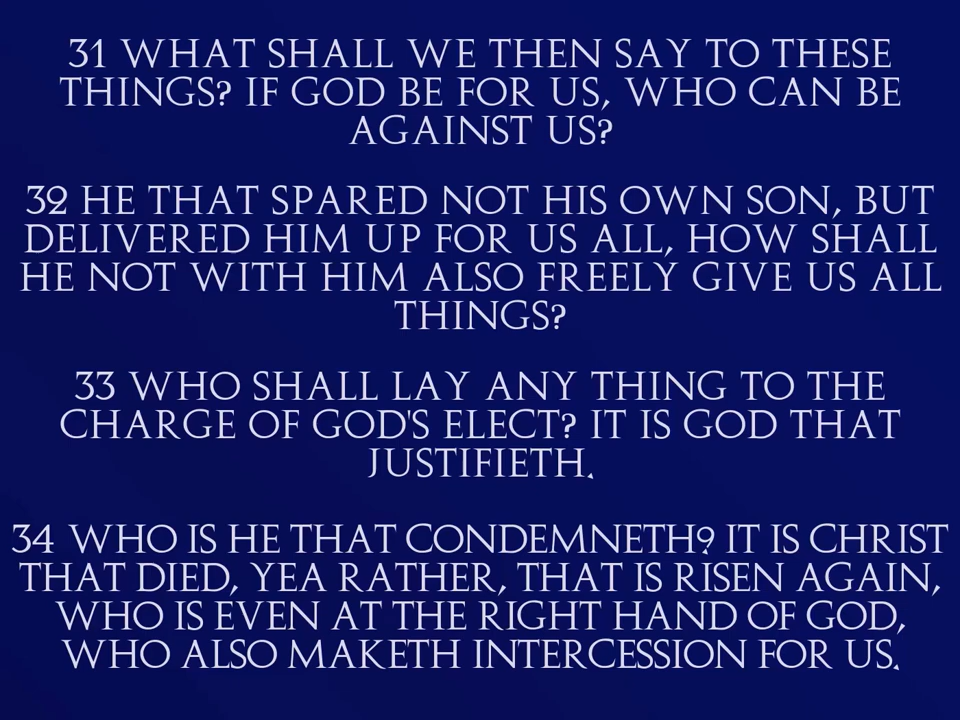 31 WHAT SHALL WE THEN SAY TO THESE
THINGS? IF GOD BE FOR US, WHO CAN BE
AGAINST US?
32 HE THAT SPARED NOT HIS OWN SON, BUT
DELIVERED HIM UP FOR US ALL, HOW SHALL
HE NOT WITH HIM ALSO FREELY GIVE US ALL
THINGS?
33 WHO SHALL LAY ANY THING TO THE
CHARGE OF GOD'S ELECT? IT IS GOD THAT
JUSTIFIETH.
34 WHO IS HE THAT CONDEMNETH? IT IS CHRIST
THAT DIED, YEA RATHER, THAT IS RISEN AGAIN,
WHO IS EVEN AT THE RIGHT HAND OF GOD,
WHO ALSO MAKETH INTERCESSION FOR US.